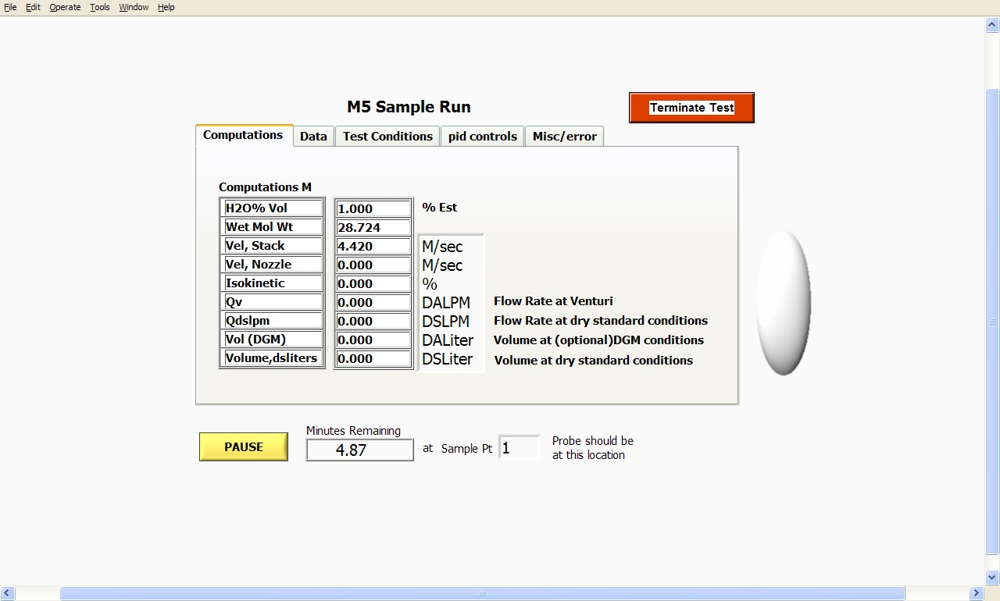 File Edit Operate Tools Window Help
M5 Sample Run
Terminate Test
Computations Data Test Conditions pid controls Misc/error
Computations M
H2O% Vol 1.000 % Est
Wet Mol Wt 28.724
Vel, Stack 4.420 M/sec
Vel, Nozzle 0.000 M/sec
Isokinetic 0.000 %
Qv 0.000 DALPM Flow Rate at Venturi
Qdslpm 0.000 DSLPM Flow Rate at dry standard conditions
Vol (DGM) 0.000 DALiter Volume at (optional)DGM conditions
Volume,dsliters 0.000 DSLiter Volume at dry standard conditions
Minutes Remaining
PAUSE 4.87 at Sample Pt 1 Probe should be
at this location